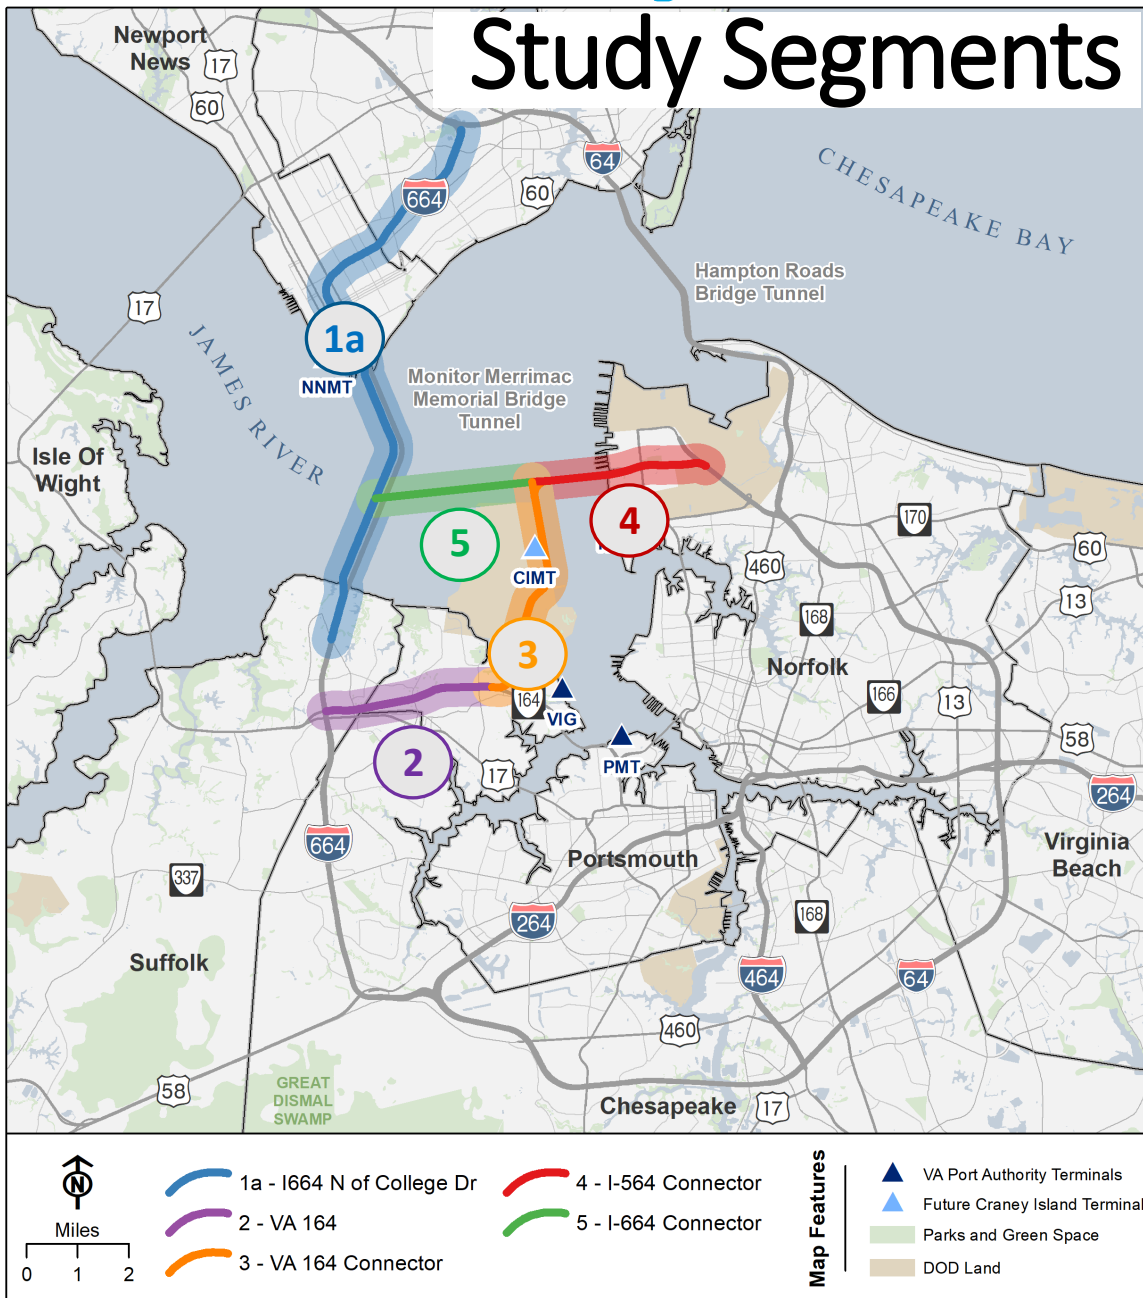 Study Segments
Newport
News
17
60
64
664
60
CHESAPEAKE BAY
Hampton Roads
Bridge Tunnel
17
1a
JAMES RIVER
NNMT
Monitor Merrimac
Memorial Bridge
Tunnel
Isle Of
Wight
4
5
170
60
CIMT
460
13
168
3
Norfolk
164
166
13
VIG
58
2
17
PMT
264
664
Virginia
Beach
Portsmouth
337
264
168
Suffolk
464
64
460
GREAT
DISMAL
SWAMP
58
Chesapeake
17
N
Miles
0 1 2
1a - I664 N of College Dr
2 - VA 164
3 - VA 164 Connector
4 - I-564 Connector
5 - I-664 Connector
Map Features
VA Port Authority Terminals
Future Craney Island Terminal
Parks and Green Space
DOD Land